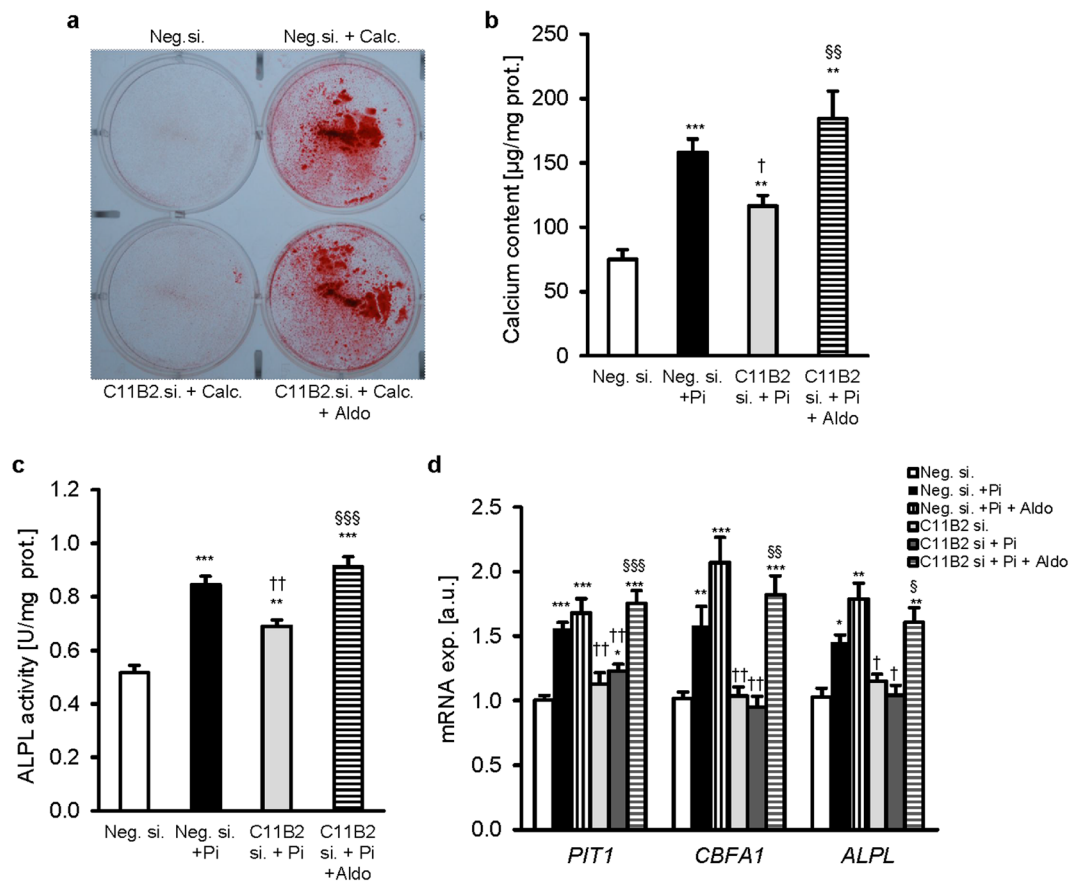 a
Neg.si.
Neg.si. + Calc.
C11B2.si. + Calc.
C11B2.si. + Calc.
+ Aldo
b
Calcium content [µg/mg prot.]
250
200
150
100
50
0
***
†
**
§§
**
Neg. si.
Neg. si.
+Pi
C11B2
si. + Pi
C11B2
si. + Pi
+ Aldo
c
ALPL activity [U/mg prot.]
1.2
1.0
0.8
0.6
0.4
0.2
0.0
***
††
**
§§§
***
Neg. si.
Neg. si.
+Pi
C11B2
si. + Pi
C11B2
si. + Pi
+Aldo
d
Neg. si.
Neg. si. +Pi
Neg. si. +Pi + Aldo
C11B2 si.
C11B2 si + Pi
C11B2 si + Pi + Aldo
mRNA exp. [a.u.]
2.5
2.0
1.5
1.0
0.5
0.0
***
***
††
††
*
§§§
***
**
***
††
††
§§
***
*
**
†
†
§
**
PIT1
CBFA1
ALPL